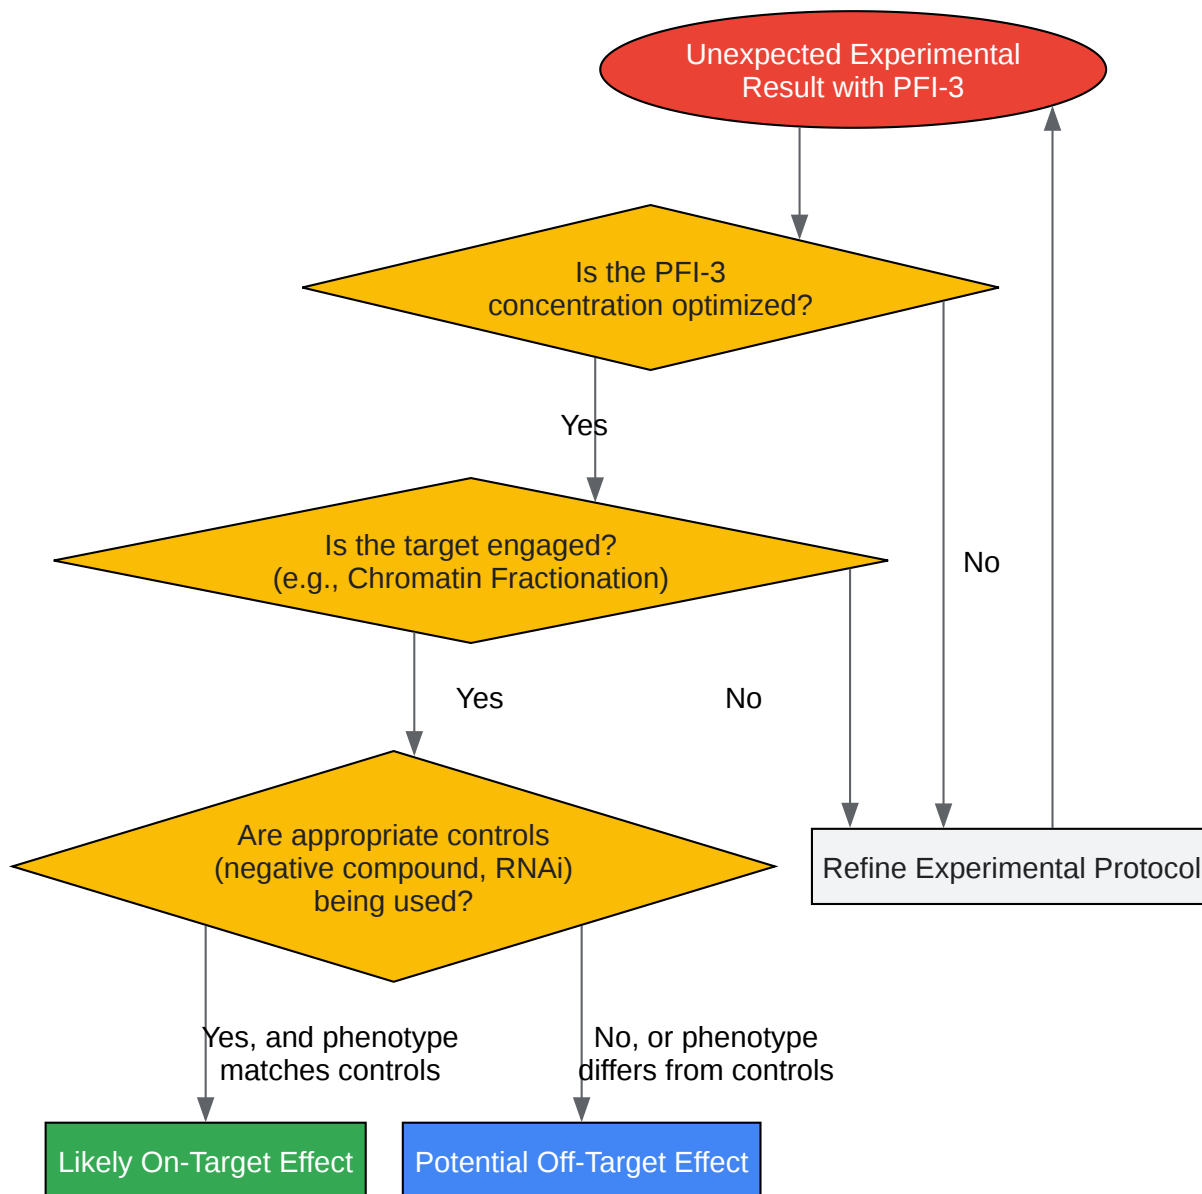 Unexpected Experimental
Result with PFI-3
Is the PFI-3
concentration optimized?
Yes
No
Is the target engaged?
(e.g., Chromatin Fractionation)
Yes
No
Are appropriate controls
(negative compound, RNAi)
being used?
Refine Experimental Protocol
Yes, and phenotype
matches controls
No, or phenotype
differs from controls
Likely On-Target Effect
Potential Off-Target Effect